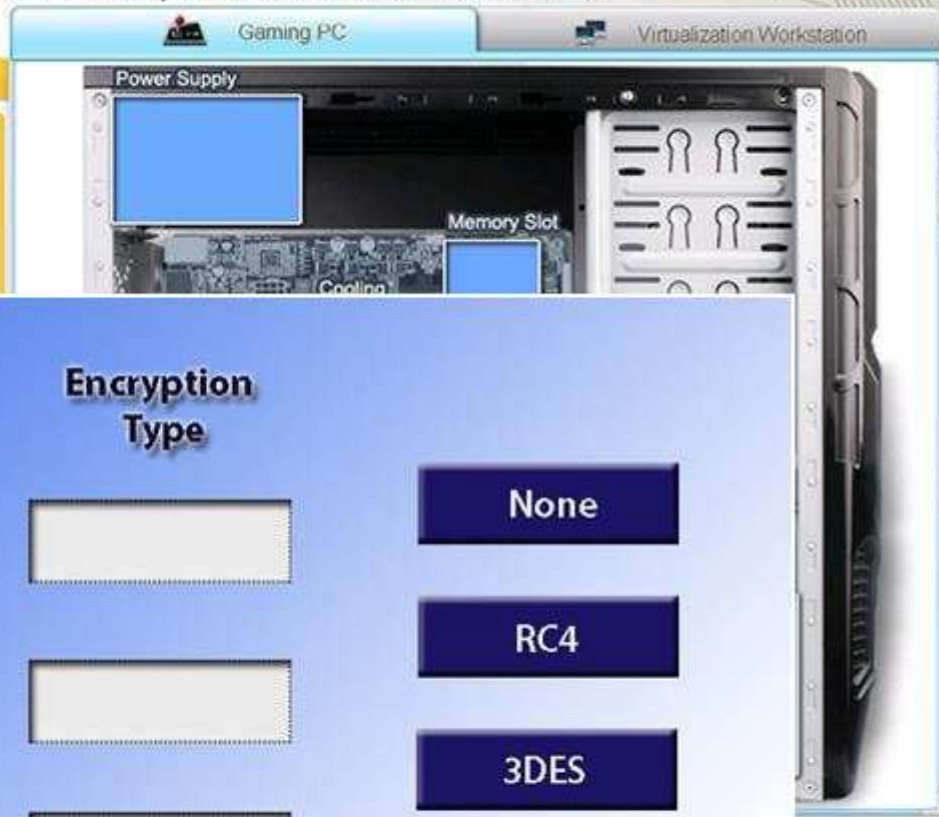 Gaming PC
Virtualization Workstation
Power Supply
Memory Slot
Cooling
Encryption
Type
None
RC4
3DES